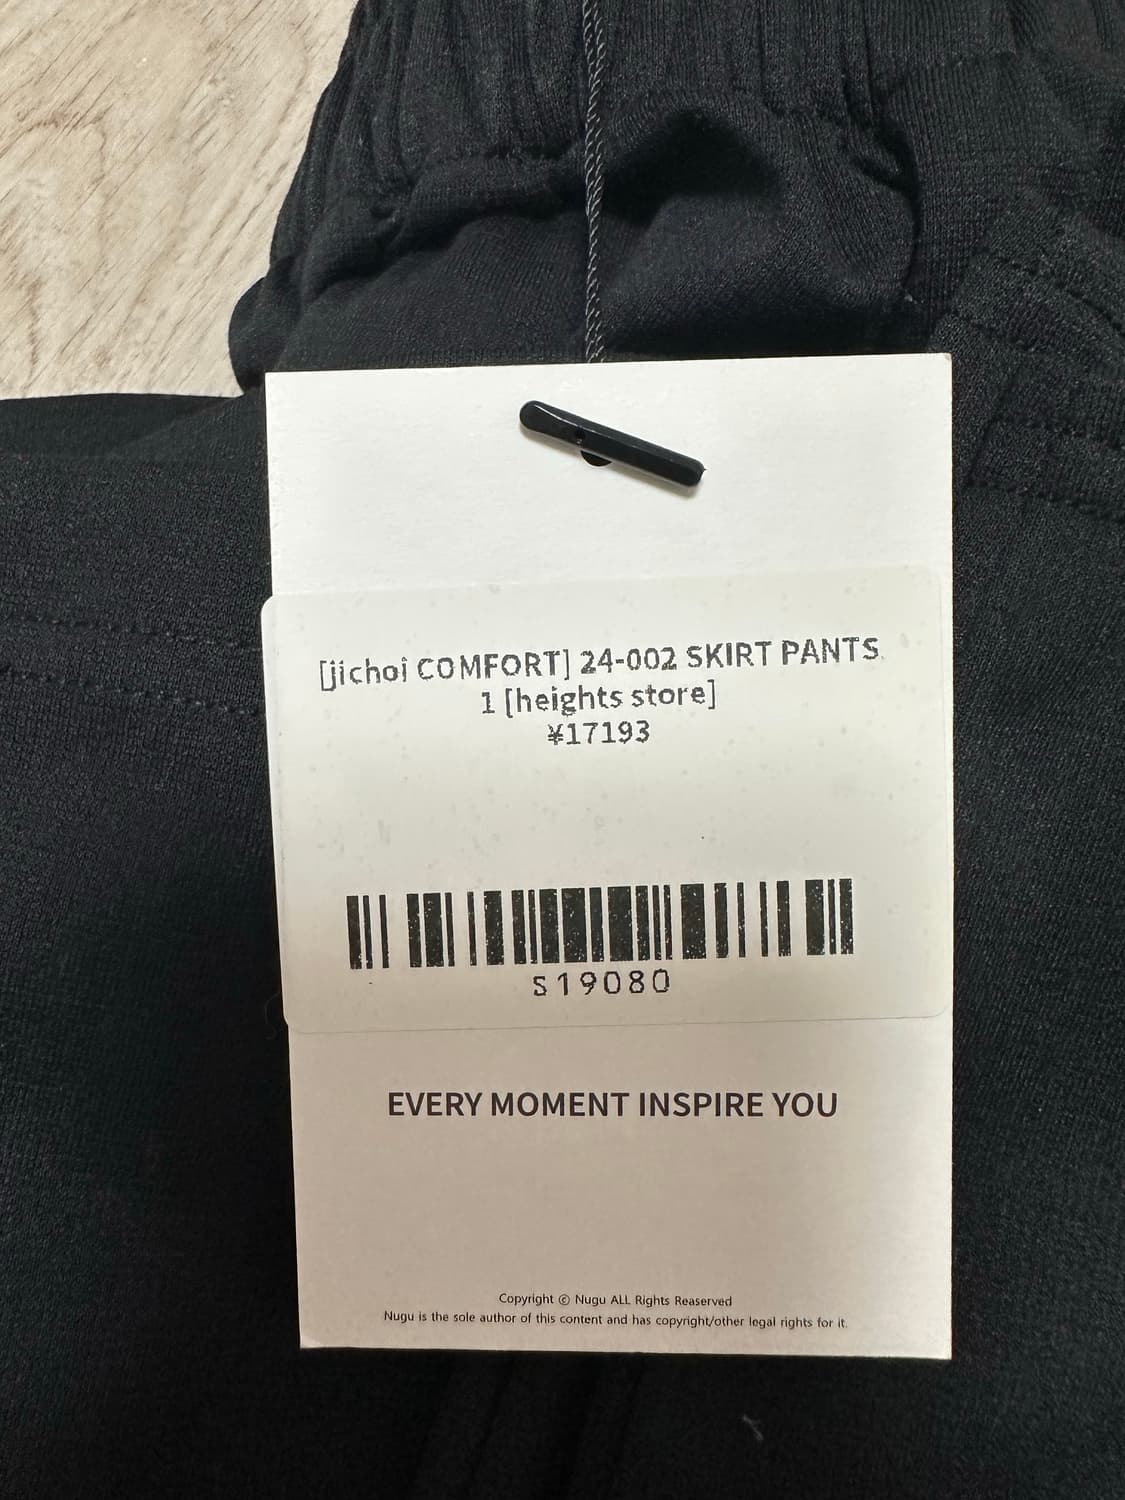 [jichoi COMFORT] 24-002 SKIRT PANTS
1 [heights store]
¥17193
S19080
EVERY MOMENT INSPIRE YOU
Copyright ⓒ Nugu ALL Rights Reaserved
Nugu is the sole author of this content and has copyright/other legal rights for it.